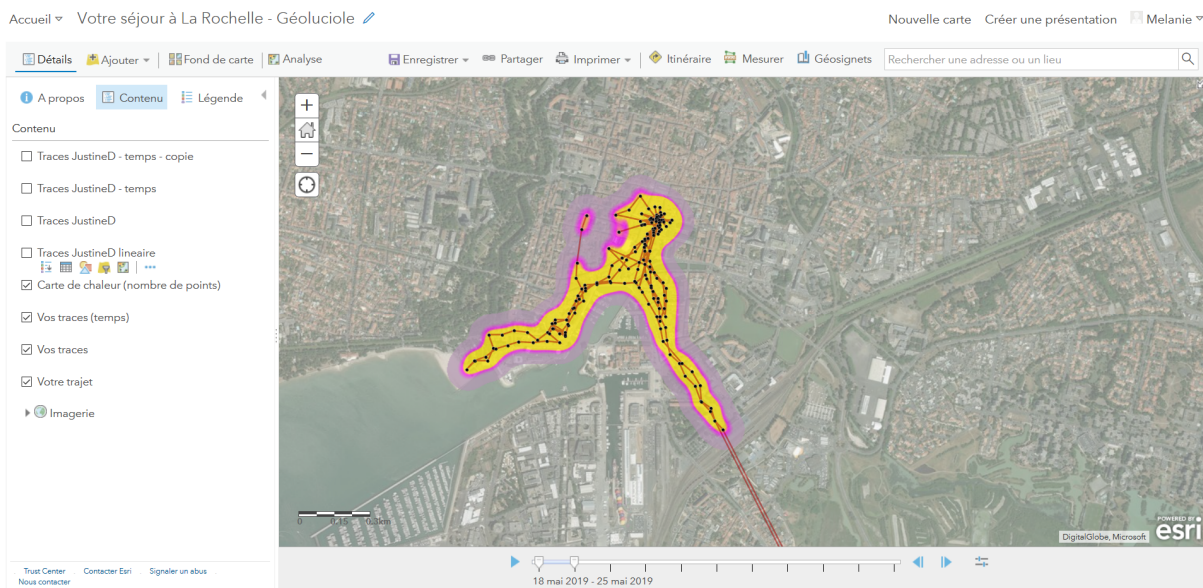 Accueil Votre séjour à La Rochelle - Géoluciole
Nouvelle carte Créer une présentation Melanie
Détails Ajouter Fond de carte Analyse Enregistrer Partager Imprimer Itinéraire Mesurer Géosignets Rechercher une adresse ou un lieu
A propos Contenu Légende
Contenu
Traces JustineD - temps - copie
Traces JustineD - temps
Traces JustineD
Traces JustineD lineaire
Carte de chaleur (nombre de points)
Vos traces (temps)
Vos traces
Votre trajet
Imagerie
0 0.15 0.3km
DigitalGlobe, Microsoft
POWERED BY
esri
Trust Center Contacter Esri Signaler un abus
Nous contacter
18 mai 2019 - 25 mai 2019